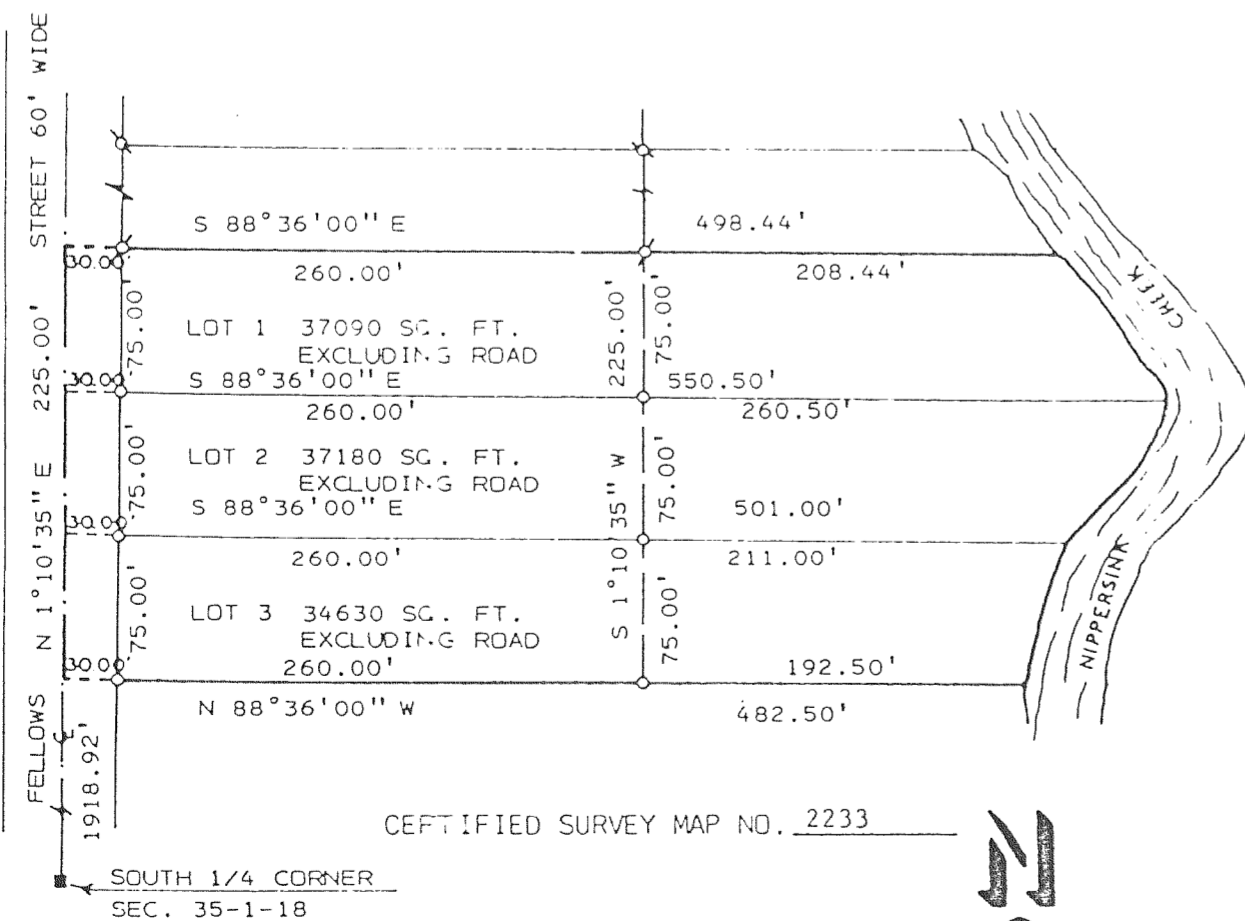 STREET 60' WIDE
S 88°36'00" E
498.44'
30.00'
260.00'
208.44'
75.00'
225.00'
75.00'
225.00'
LOT 1 37090 SQ. FT.
EXCLUDING ROAD
30.00'
S 88°36'00" E
550.50'
260.00'
260.50'
CREEK
N 1°10'35" E
75.00'
LOT 2 37180 SQ. FT.
EXCLUDING ROAD
S 1°10'35" W
75.00'
30.00'
S 88°36'00" E
501.00'
260.00'
211.00'
NIPPERSINK
75.00'
LOT 3 34630 SQ. FT.
EXCLUDING ROAD
75.00'
30.00'
260.00'
192.50'
N 88°36'00" W
482.50'
FELLOWS
1918.92'
CERTIFIED SURVEY MAP NO. 2233
N
SOUTH 1/4 CORNER
SEC. 35-1-18